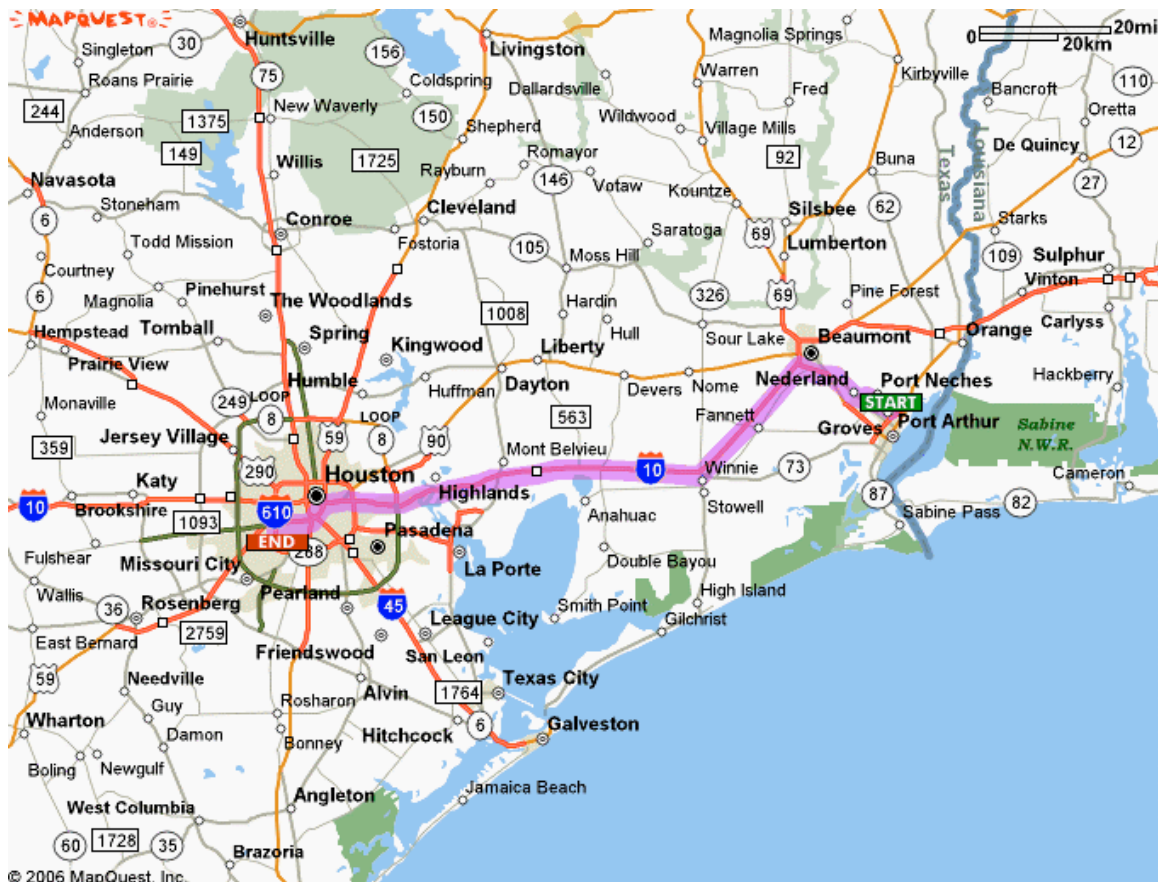 MAPQUEST
20mi
0
20km
30
Huntsville
Singleton
Roans Prairie
156
Coldspring
Livingston
Dallardsville
Magnolia Springs
Warren
Fred
Kirbyville
Bancroft
110
Oretta
75
New Waverly
244
1375
Anderson
149
150
Shepherd
Wildwood
Village Mills
92
Buna
De Quincy
12
Willis
1725
Romayor
Rayburn
146
Votaw
Kountze
Texas
Louisiana
27
Navasota
6
Stoneham
Conroe
Cleveland
Fostoria
105
Saratoga
Silsbee
62
69
Lumberton
Starks
109
Sulphur
Todd Mission
Courtney
Moss Hill
Vinton
6
Magnolia
Pinehurst
The Woodlands
1008
Hardin
Hull
326
69
Pine Forest
Carlyss
Hempstead
Tomball
Spring
Kingwood
Liberty
Sour Lake
Beaumont
Orange
Prairie View
Humble
Huffman
Dayton
Devers
Nome
Nederland
Port Neches
Hackberry
START
249
LOOP
8
59
LOOP
8
90
563
Fannett
Groves
Port Arthur
Sabine
N.W.R.
Monaville
Jersey Village
359
290
Houston
Mont Belvieu
10
Winnie
73
Cameron
Katy
10
Brookshire
610
Highlands
Anahuac
Stowell
87
Sabine Pass
82
1093
END
288
Pasadena
Fulshear
Missouri City
La Porte
Double Bayou
Wallis
36
Rosenberg
Pearland
45
League City
Smith Point
High Island
Gilchrist
East Bernard
2759
Friendswood
San Leon
59
Needville
Alvin
1764
Texas City
Guy
Rosharon
Wharton
Damon
Bonney
Hitchcock
6
Galveston
Boling
Newgulf
Jamaica Beach
West Columbia
Angleton
60
1728
35
Brazoria
© 2006 MapQuest, Inc.